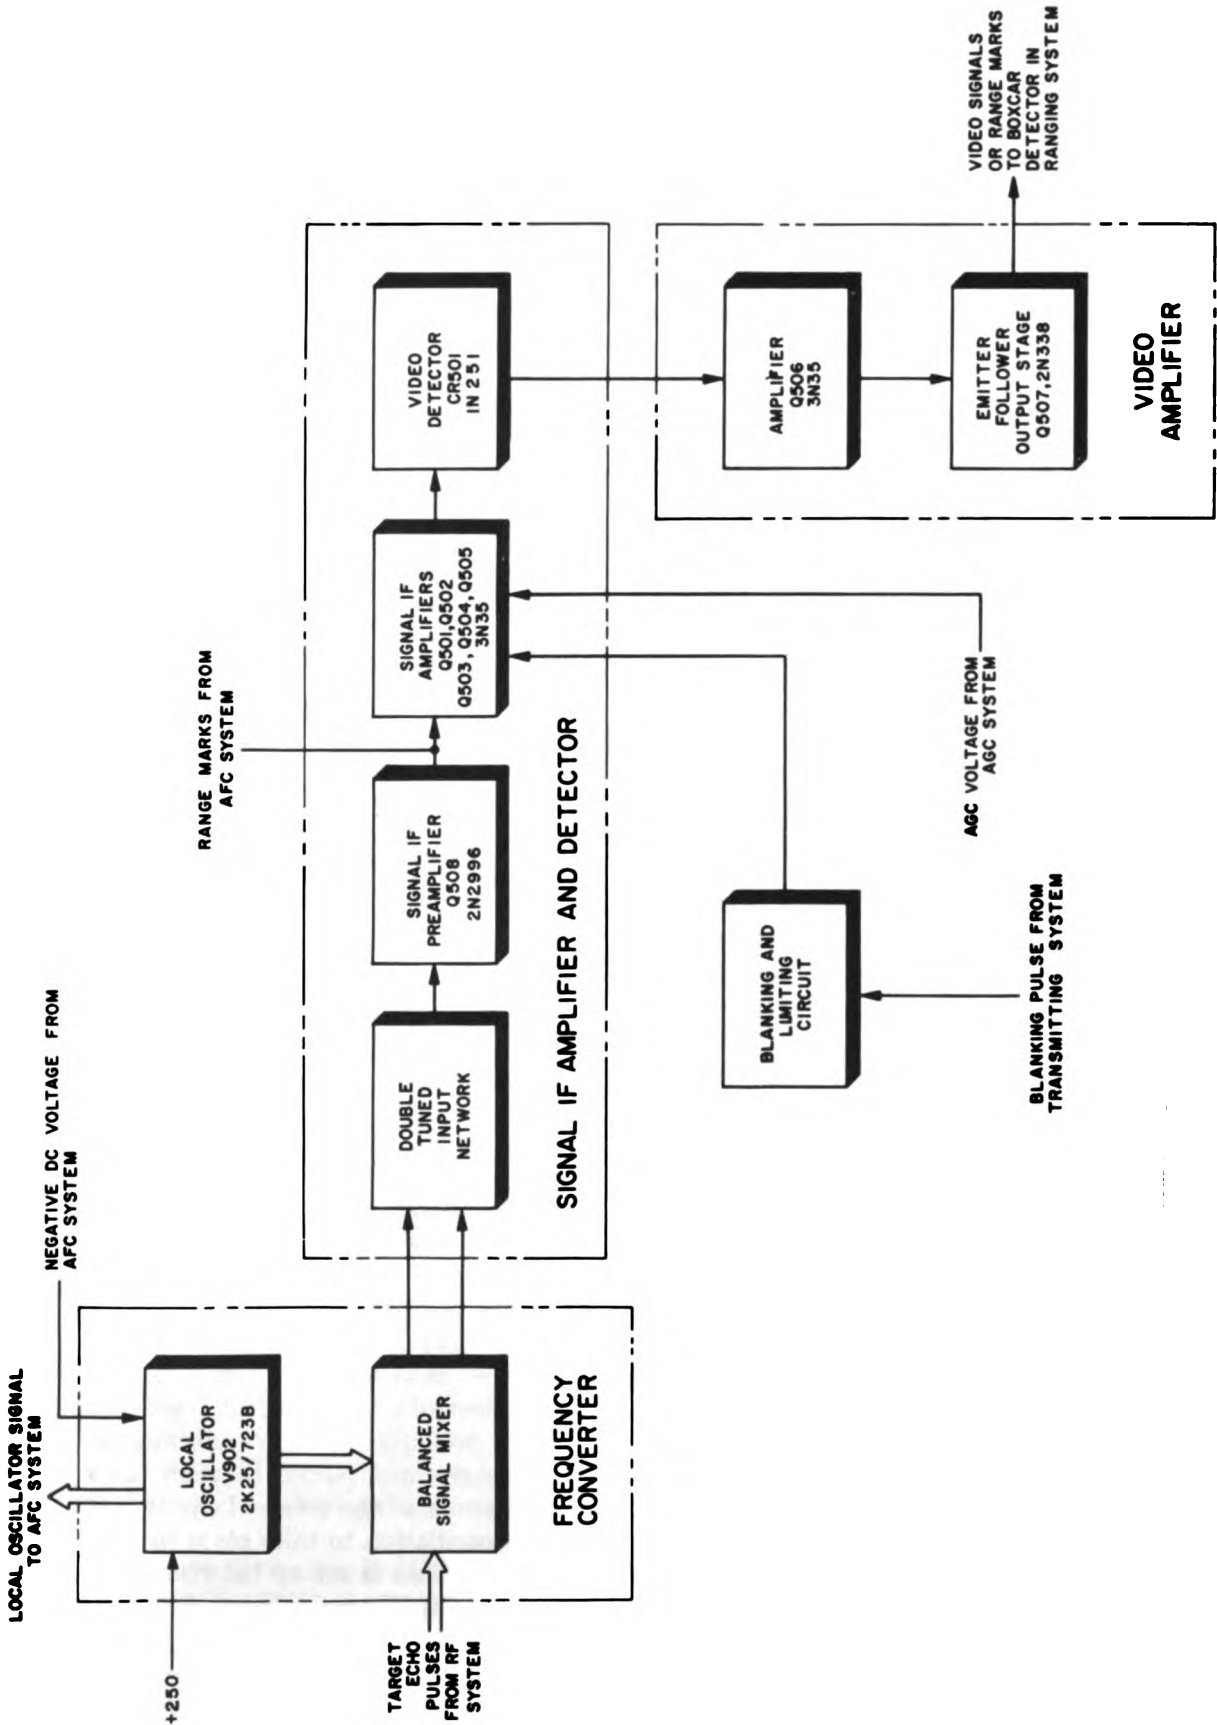 LOCAL OSCILLATOR SIGNAL
TO AFC SYSTEM
NEGATIVE DC VOLTAGE FROM
AFC SYSTEM
+250
LOCAL
OSCILLATOR
V902
2K25/723B
TARGET
ECHO
PULSES
FROM RF
SYSTEM
BALANCED
SIGNAL MIXER
FREQUENCY
CONVERTER
DOUBLE
TUNED
INPUT
NETWORK
SIGNAL IF
PREAMPLIFIER
Q508
2N2996
RANGE MARKS FROM
AFC SYSTEM
SIGNAL IF
AMPLIFIERS
Q501,Q502
Q503,Q504,Q505
3N35
VIDEO
DETECTOR
CR501
IN251
SIGNAL IF AMPLIFIER AND DETECTOR
BLANKING AND
LIMITING
CIRCUIT
BLANKING PULSE FROM
TRANSMITTING SYSTEM
AGC VOLTAGE FROM
AGC SYSTEM
AMPLIFIER
Q506
3N35
EMITTER
FOLLOWER
OUTPUT STAGE
Q507,2N338
VIDEO
AMPLIFIER
VIDEO SIGNALS
OR RANGE MARKS
TO BOXCAR
DETECTOR IN
RANGING SYSTEM